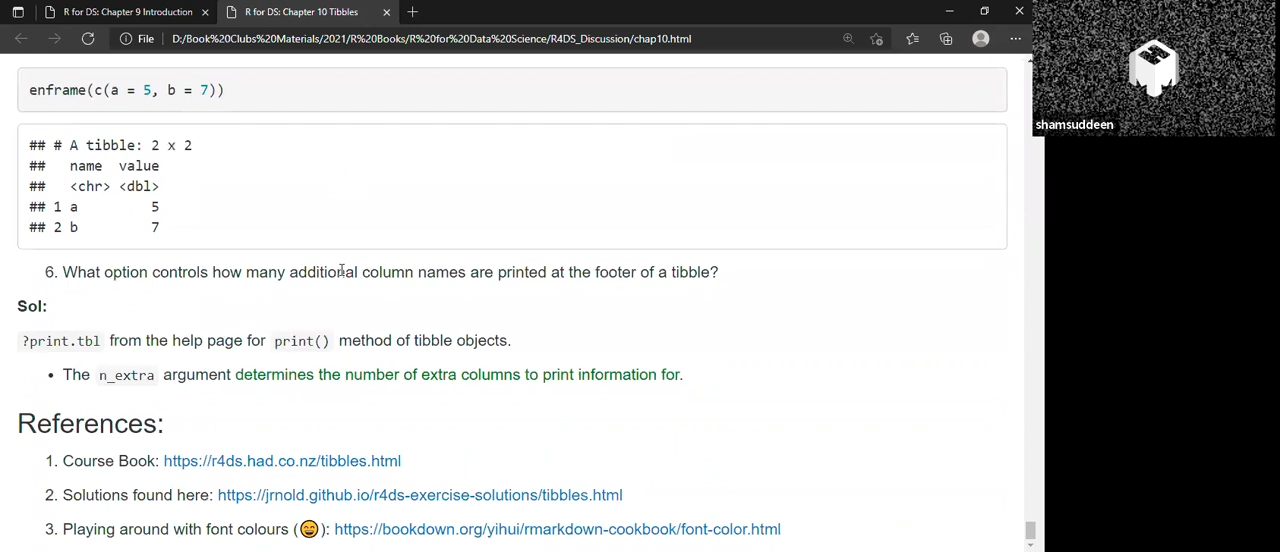 R for DS: Chapter 9 Introduction
R for DS: Chapter 10 Tibbles
File D:/Book%20Clubs%20Materials/2021/R%20Books/R%20for%20Data%20Science/R4DS_Discussion/chap10.html
shamsuddeen
enframe(c(a = 5, b = 7))
## # A tibble: 2 x 2
##   name  value
##   <chr> <dbl>
## 1 a         5
## 2 b         7
6. What option controls how many additional column names are printed at the footer of a tibble?
Sol:
?print.tbl from the help page for print() method of tibble objects.
• The n_extra argument determines the number of extra columns to print information for.
References:
1. Course Book: https://r4ds.had.co.nz/tibbles.html
2. Solutions found here: https://jrnold.github.io/r4ds-exercise-solutions/tibbles.html
3. Playing around with font colours (😄): https://bookdown.org/yihui/rmarkdown-cookbook/font-color.html